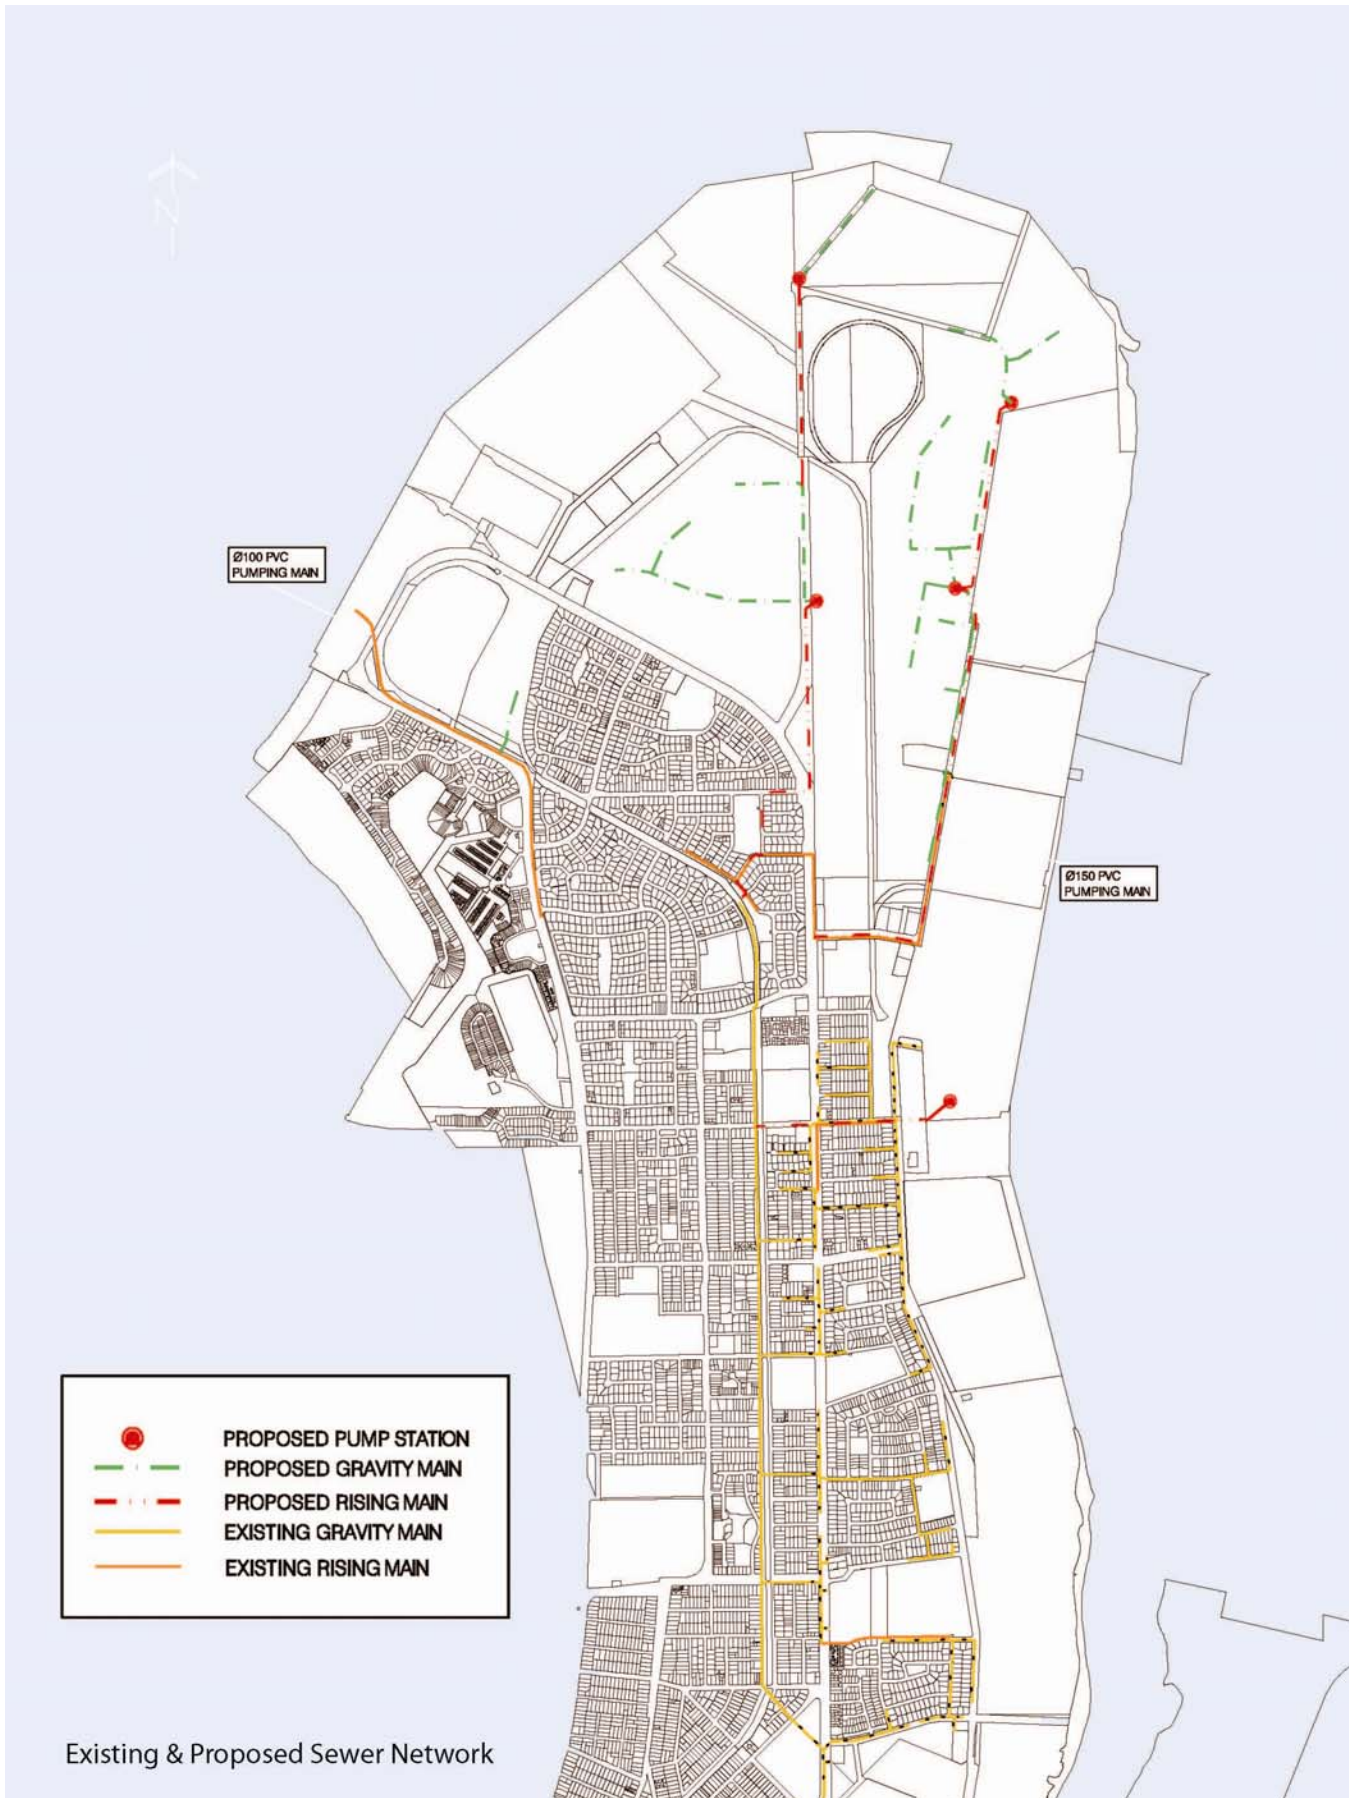 N
Ø100 PVC
PUMPING MAIN
Ø150 PVC
PUMPING MAIN
PROPOSED PUMP STATION
PROPOSED GRAVITY MAIN
PROPOSED RISING MAIN
EXISTING GRAVITY MAIN
EXISTING RISING MAIN
Existing & Proposed Sewer Network